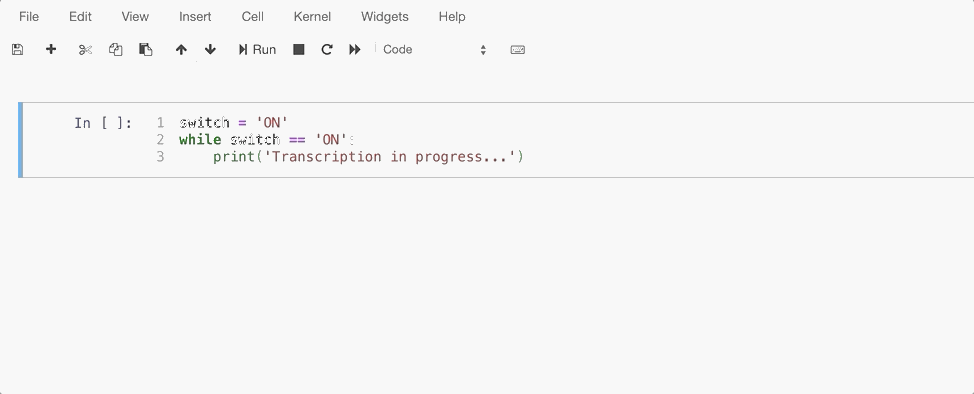 File Edit View Insert Cell Kernel Widgets Help
Run Code
In [ ]: 1 switch = 'ON'
2 while switch == 'ON':
3     print('Transcription in progress...')